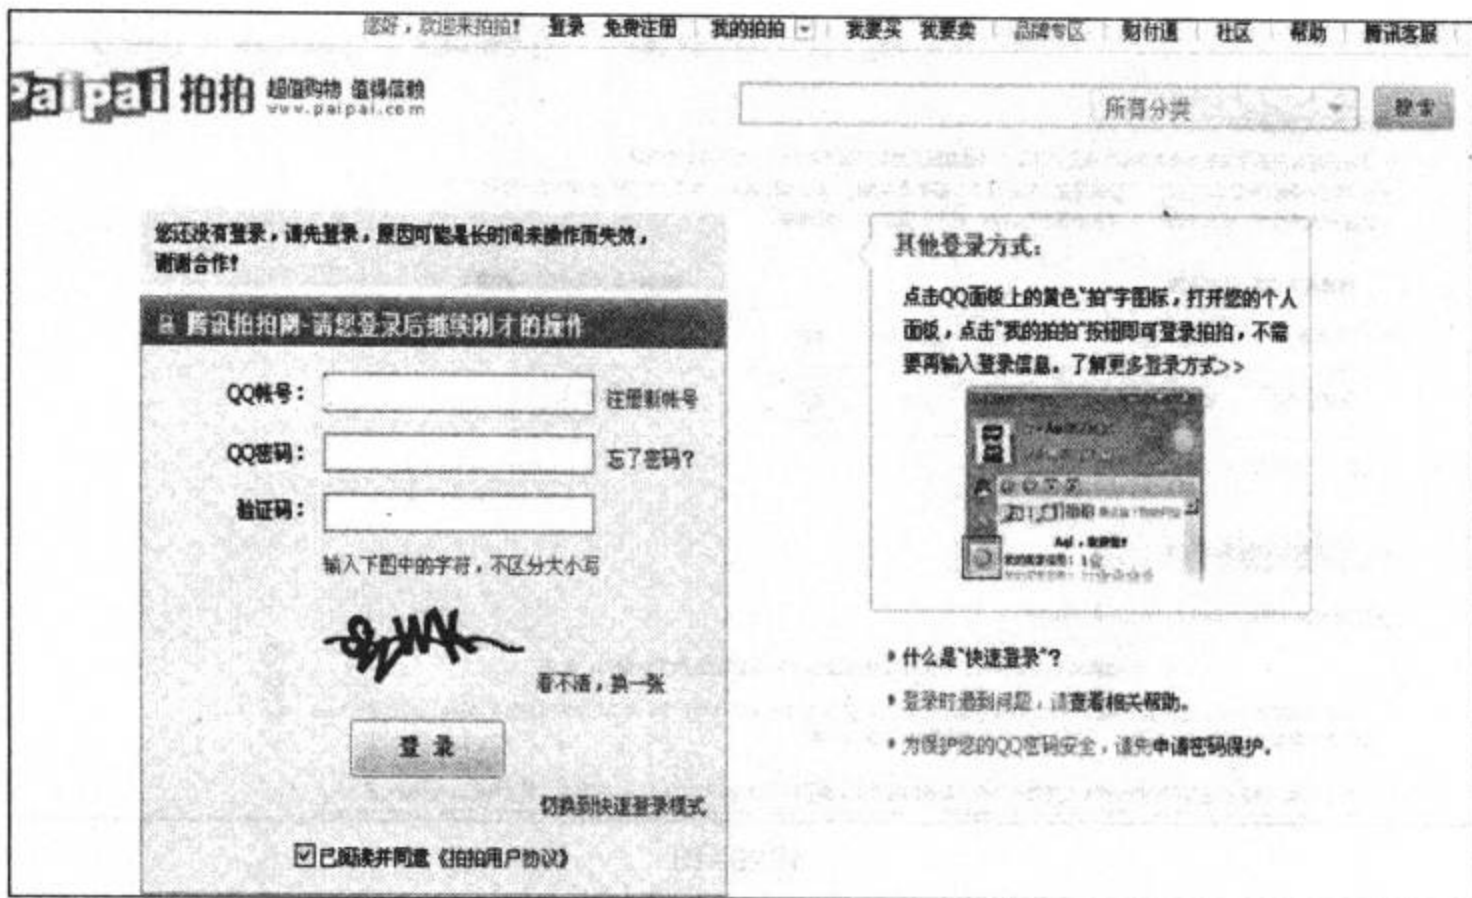 您好，欢迎来拍拍！ 登录 免费注册 我的拍拍 我要买 我要卖 品牌专区 财付通 社区 帮助 腾讯客服
Paipai 拍拍 超值购物 值得信赖
www.paipai.com
所有分类 搜索
您还没有登录，请先登录，原因可能是长时间未操作而失效，
谢谢合作！
腾讯拍拍网-请您登录后继续刚才的操作
QQ帐号： 注册新帐号
QQ密码： 忘了密码？
验证码：
输入下图中的字符，不区分大小写
看不清，换一张
登 录
切换到快速登录模式
已阅读并同意《拍拍用户协议》
其他登录方式：
点击QQ面板上的黄色"拍"字图标，打开您的个人
面板，点击"我的拍拍"按钮即可登录拍拍，不需
要再输入登录信息。了解更多登录方式>>
什么是"快速登录"？
登录时遇到问题，请查看相关帮助。
为保护您的QQ密码安全，请先申请密码保护。